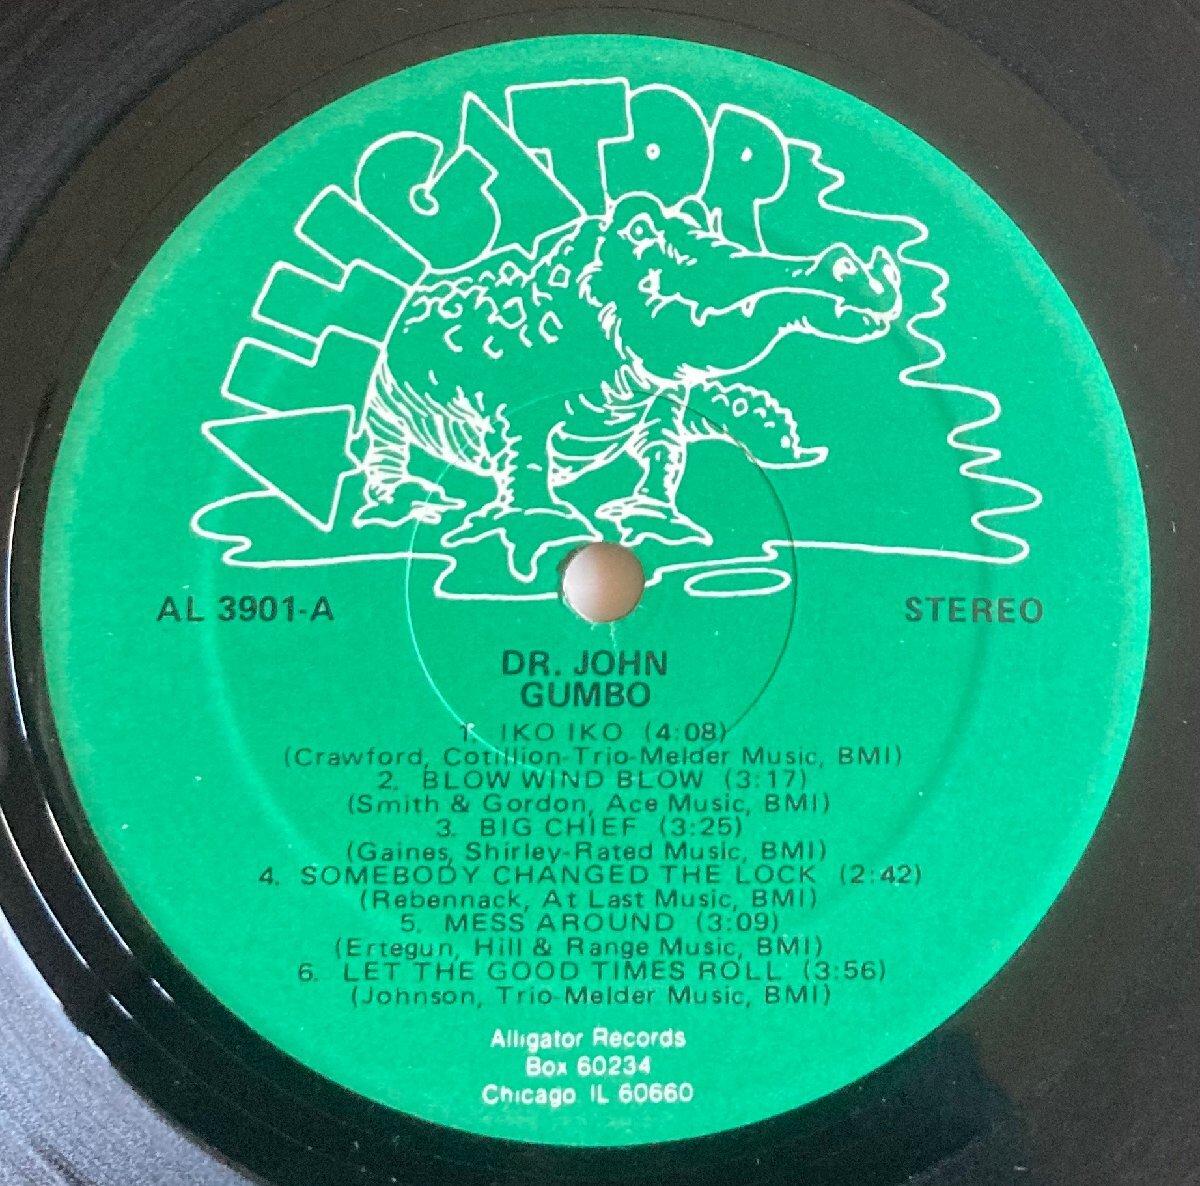 ALLIGATOR
AL 3901-A
STEREO
DR. JOHN
GUMBO
1. IKO IKO (4:08)
(Crawford, Cotillion-Trio-Melder Music, BMI)
2. BLOW WIND BLOW (3:17)
(Smith & Gordon, Ace Music, BMI)
3. BIG CHIEF (3:25)
(Gaines, Shirley-Rated Music, BMI)
4. SOMEBODY CHANGED THE LOCK (2:42)
(Rebennack, At Last Music, BMI)
5. MESS AROUND (3:09)
(Ertegun, Hill & Range Music, BMI)
6. LET THE GOOD TIMES ROLL (3:56)
(Johnson, Trio-Melder Music, BMI)
Alligator Records
Box 60234
Chicago IL 60660